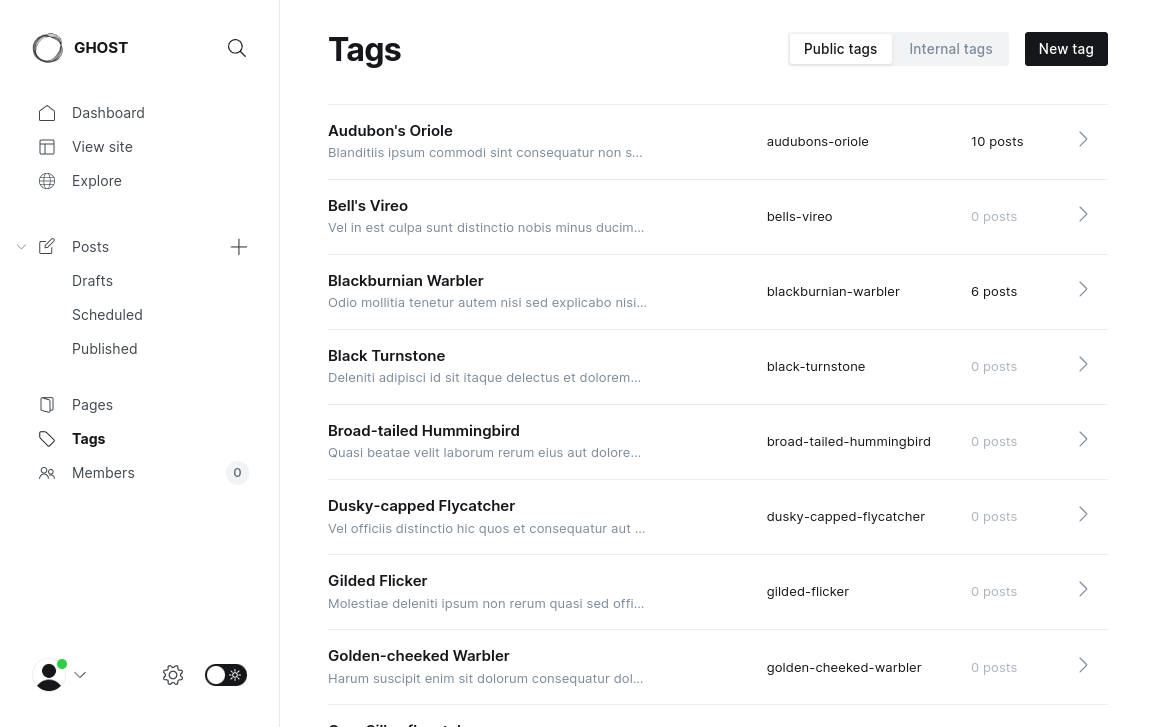 GHOST
Dashboard
View site
Explore
Posts
Drafts
Scheduled
Published
Pages
Tags
Members
0
Tags
Public tags
Internal tags
New tag
Audubon's Oriole
Blanditiis ipsum commodi sint consequatur non s...
audubons-oriole
10 posts
Bell's Vireo
Vel in est culpa sunt distinctio nobis minus ducim...
bells-vireo
0 posts
Blackburnian Warbler
Odio mollitia tenetur autem nisi sed explicabo nisi...
blackburnian-warbler
6 posts
Black Turnstone
Deleniti adipisci id sit itaque delectus et dolorem...
black-turnstone
0 posts
Broad-tailed Hummingbird
Quasi beatae velit laborum rerum eius aut dolore...
broad-tailed-hummingbird
0 posts
Dusky-capped Flycatcher
Vel officiis distinctio hic quos et consequatur aut ...
dusky-capped-flycatcher
0 posts
Gilded Flicker
Molestiae deleniti ipsum non rerum quasi sed offi...
gilded-flicker
0 posts
Golden-cheeked Warbler
Harum suscipit enim sit dolorum consequatur dol...
golden-cheeked-warbler
0 posts